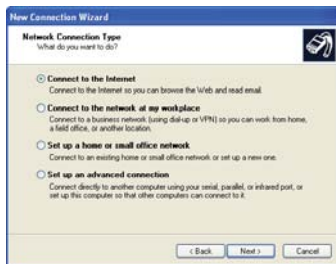 New Connection Wizard
Network Connection Type
What do you want to do?
Connect to the Internet
Connect to the Internet so you can browse the Web and read email.
Connect to the network at my workplace
Connect to a business network (using dial-up or VPN) so you can work from home,
a field office, or another location.
Set up a home or small office network
Connect to an existing home or small office network or set up a new one.
Set up an advanced connection
Connect directly to another computer using your serial, parallel, or infrared port, or
set up this computer so that other computers can connect to it.
< Back
Next >
Cancel